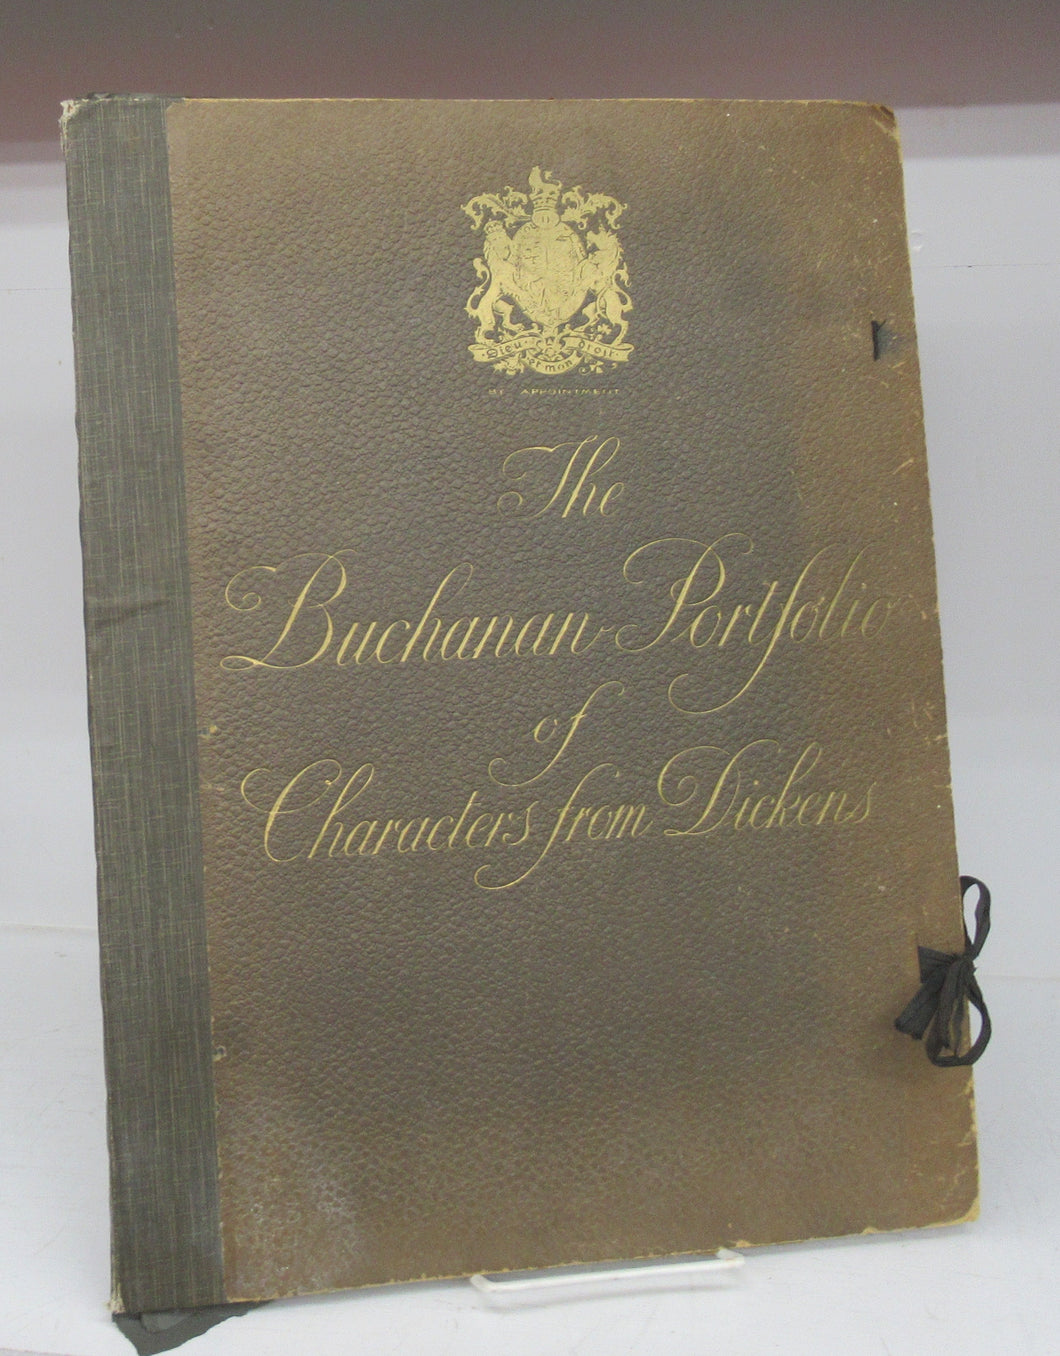 Dieu et mon droit
BY APPOINTMENT
The
Buchanan Portfolio
of
Characters from Dickens